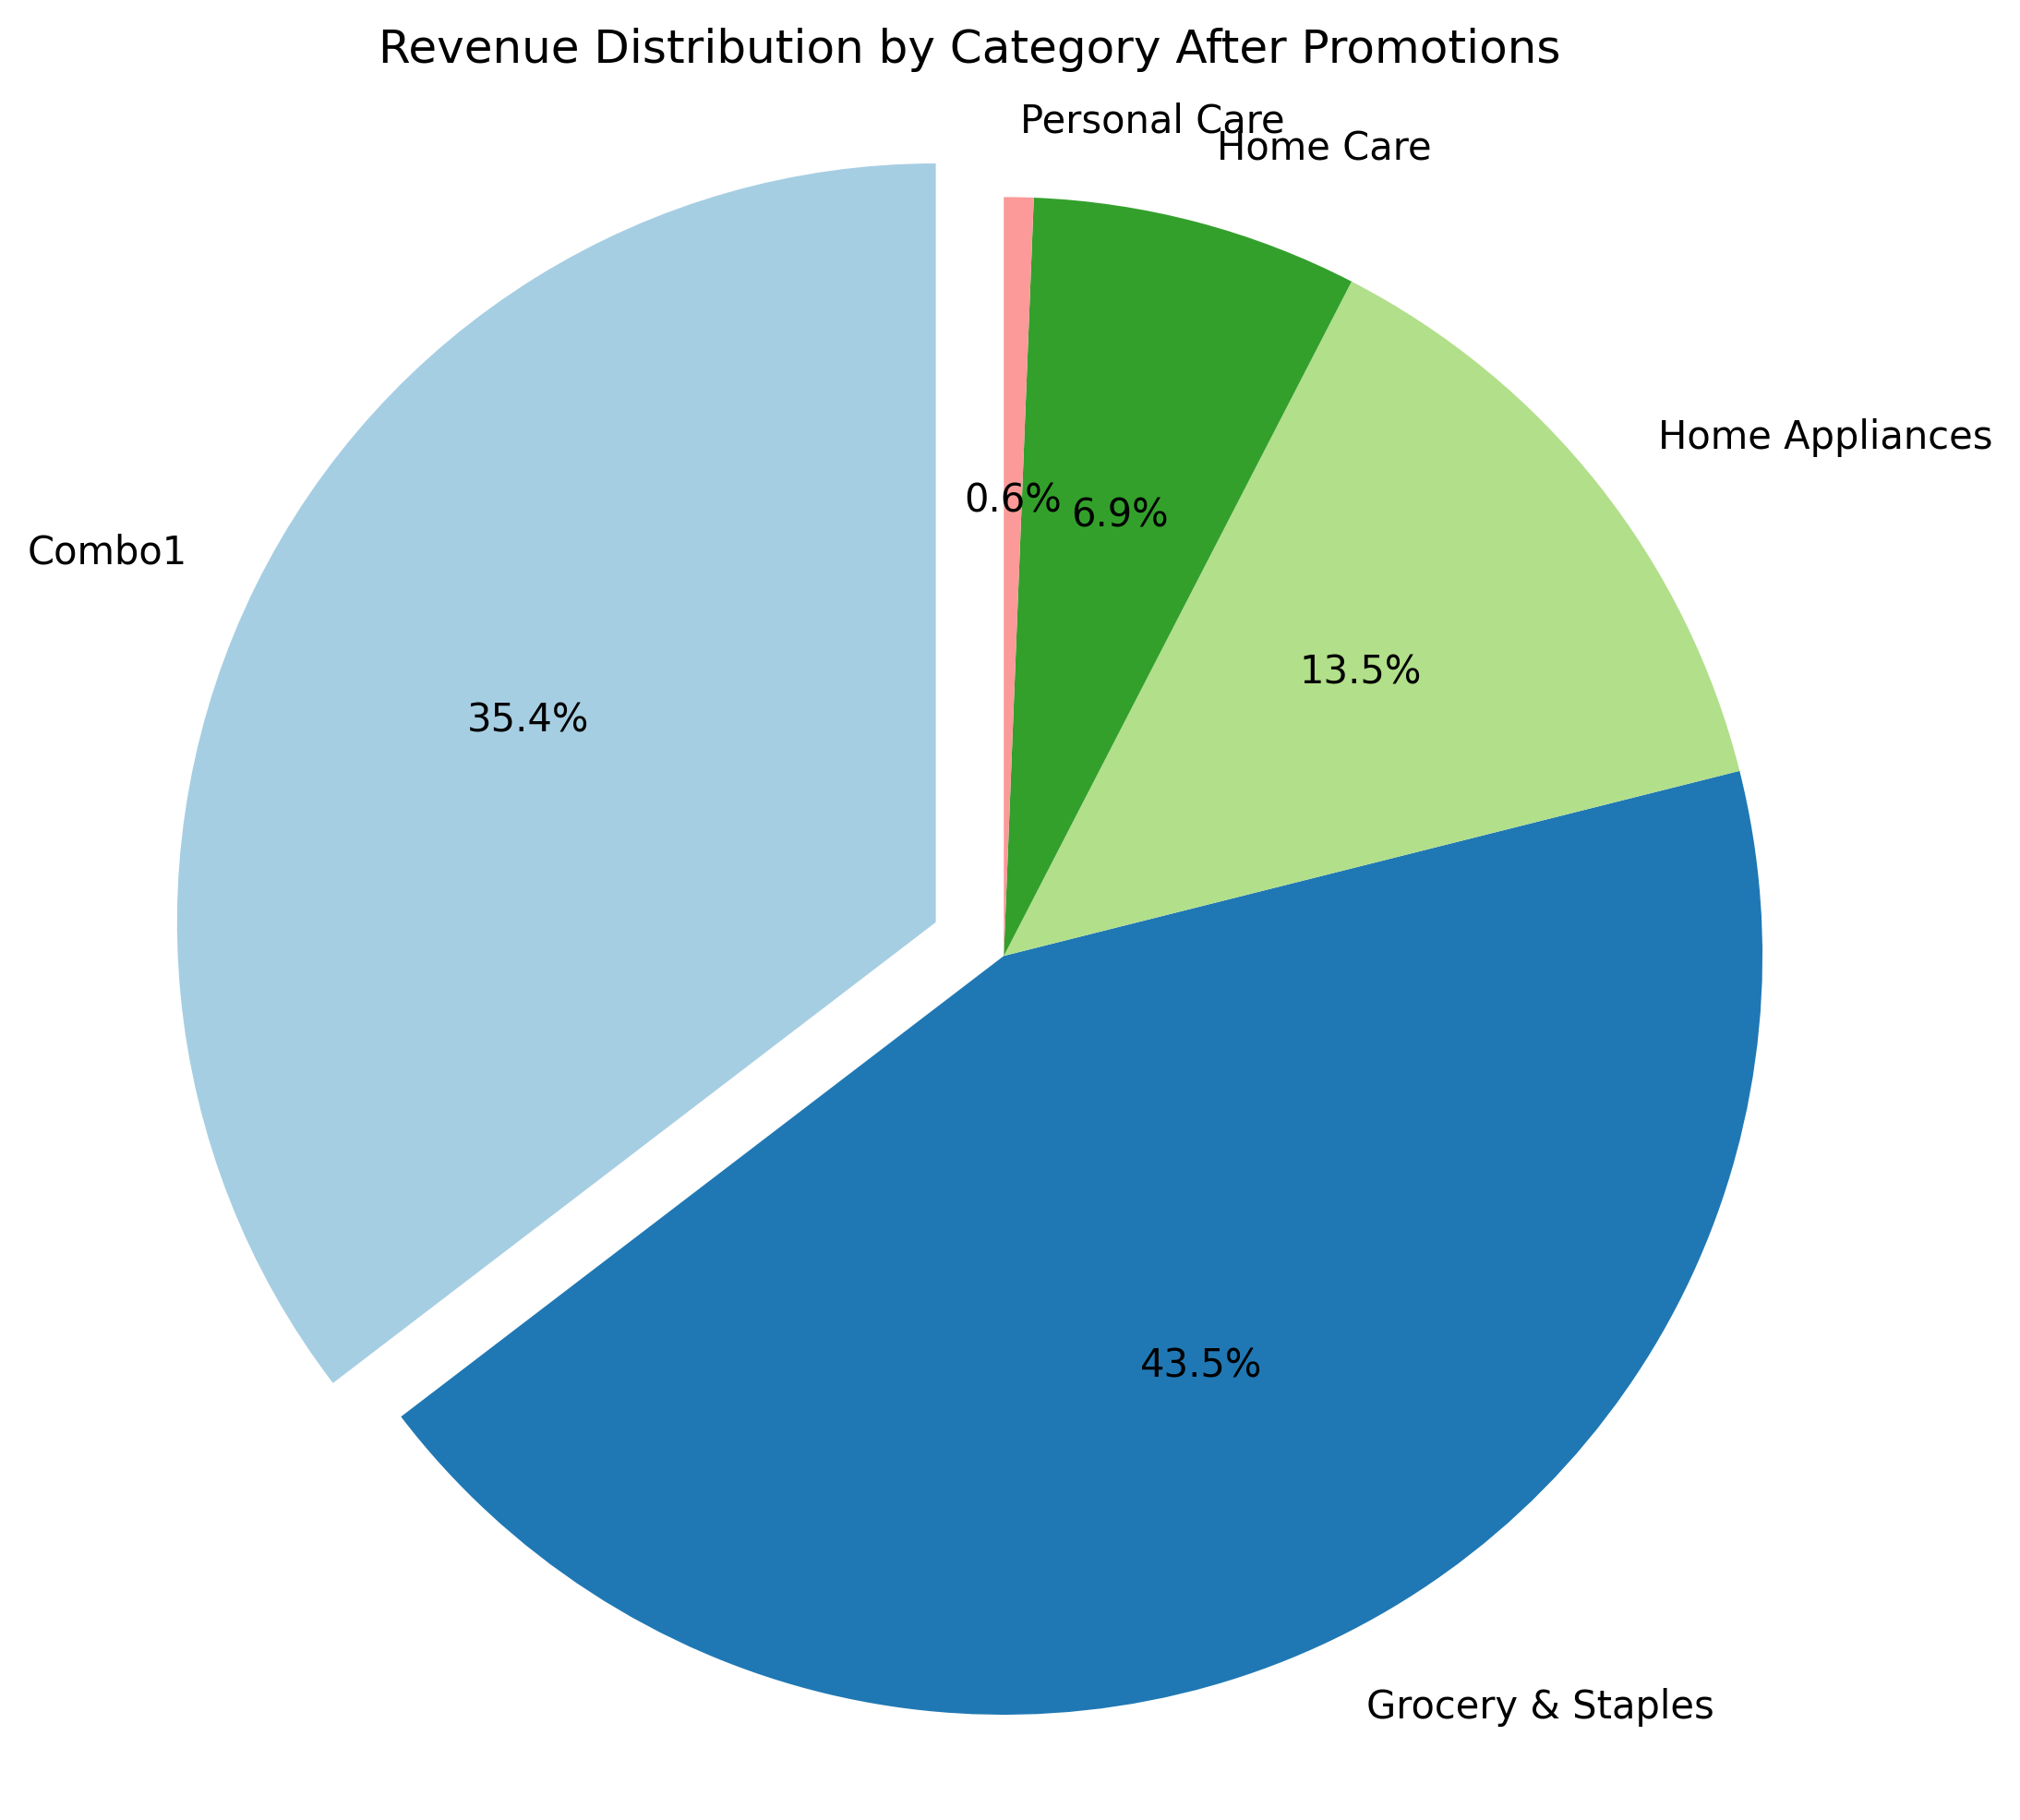 Revenue Distribution by Category After Promotions
Personal Care
Home Care
Home Appliances
0.6%
6.9%
Combo1
13.5%
35.4%
43.5%
Grocery & Staples